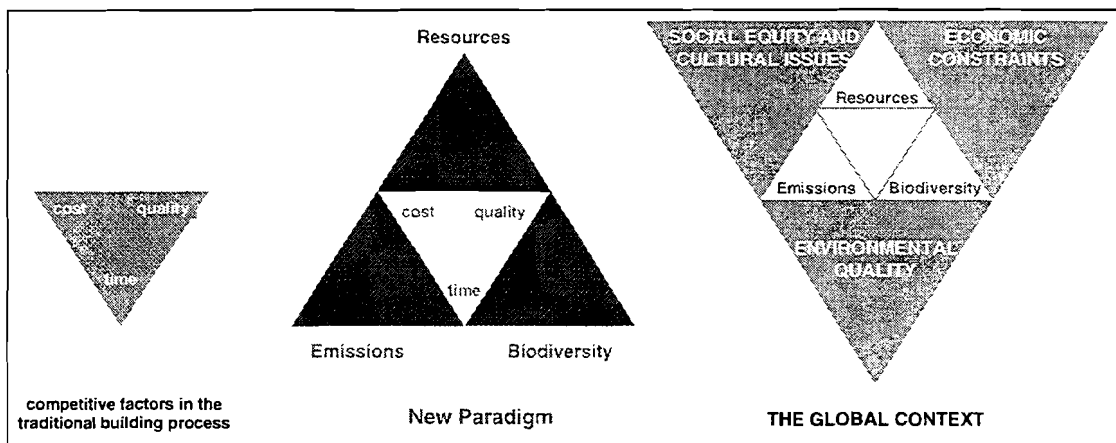 cost quality
time
competitive factors in the
traditional building process
Resources
cost quality
time
Emissions Biodiversity
New Paradigm
SOCIAL EQUITY AND
CULTURAL ISSUES
ECONOMIC
CONSTRAINTS
Resources
Emissions Biodiversity
ENVIRONMENTAL
QUALITY
THE GLOBAL CONTEXT